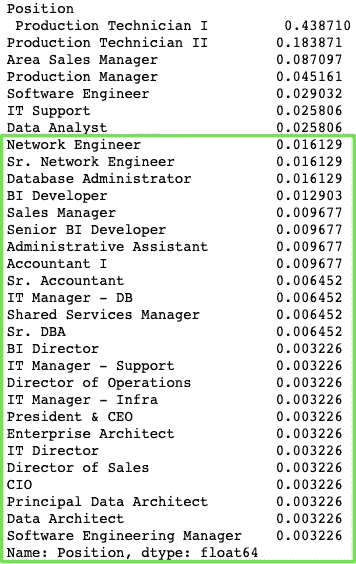 Position
Production Technician I 0.438710
Production Technician II 0.183871
Area Sales Manager 0.087097
Production Manager 0.045161
Software Engineer 0.029032
IT Support 0.025806
Data Analyst 0.025806
Network Engineer 0.016129
Sr. Network Engineer 0.016129
Database Administrator 0.016129
BI Developer 0.012903
Sales Manager 0.009677
Senior BI Developer 0.009677
Administrative Assistant 0.009677
Accountant I 0.009677
Sr. Accountant 0.006452
IT Manager - DB 0.006452
Shared Services Manager 0.006452
Sr. DBA 0.006452
BI Director 0.003226
IT Manager - Support 0.003226
Director of Operations 0.003226
IT Manager - Infra 0.003226
President & CEO 0.003226
Enterprise Architect 0.003226
IT Director 0.003226
Director of Sales 0.003226
CIO 0.003226
Principal Data Architect 0.003226
Data Architect 0.003226
Software Engineering Manager 0.003226
Name: Position, dtype: float64